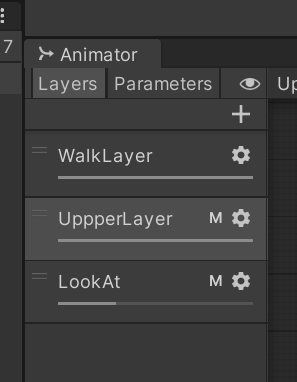 7
Animator
Layers Parameters Up
WalkLayer
UppperLayer M
LookAt M